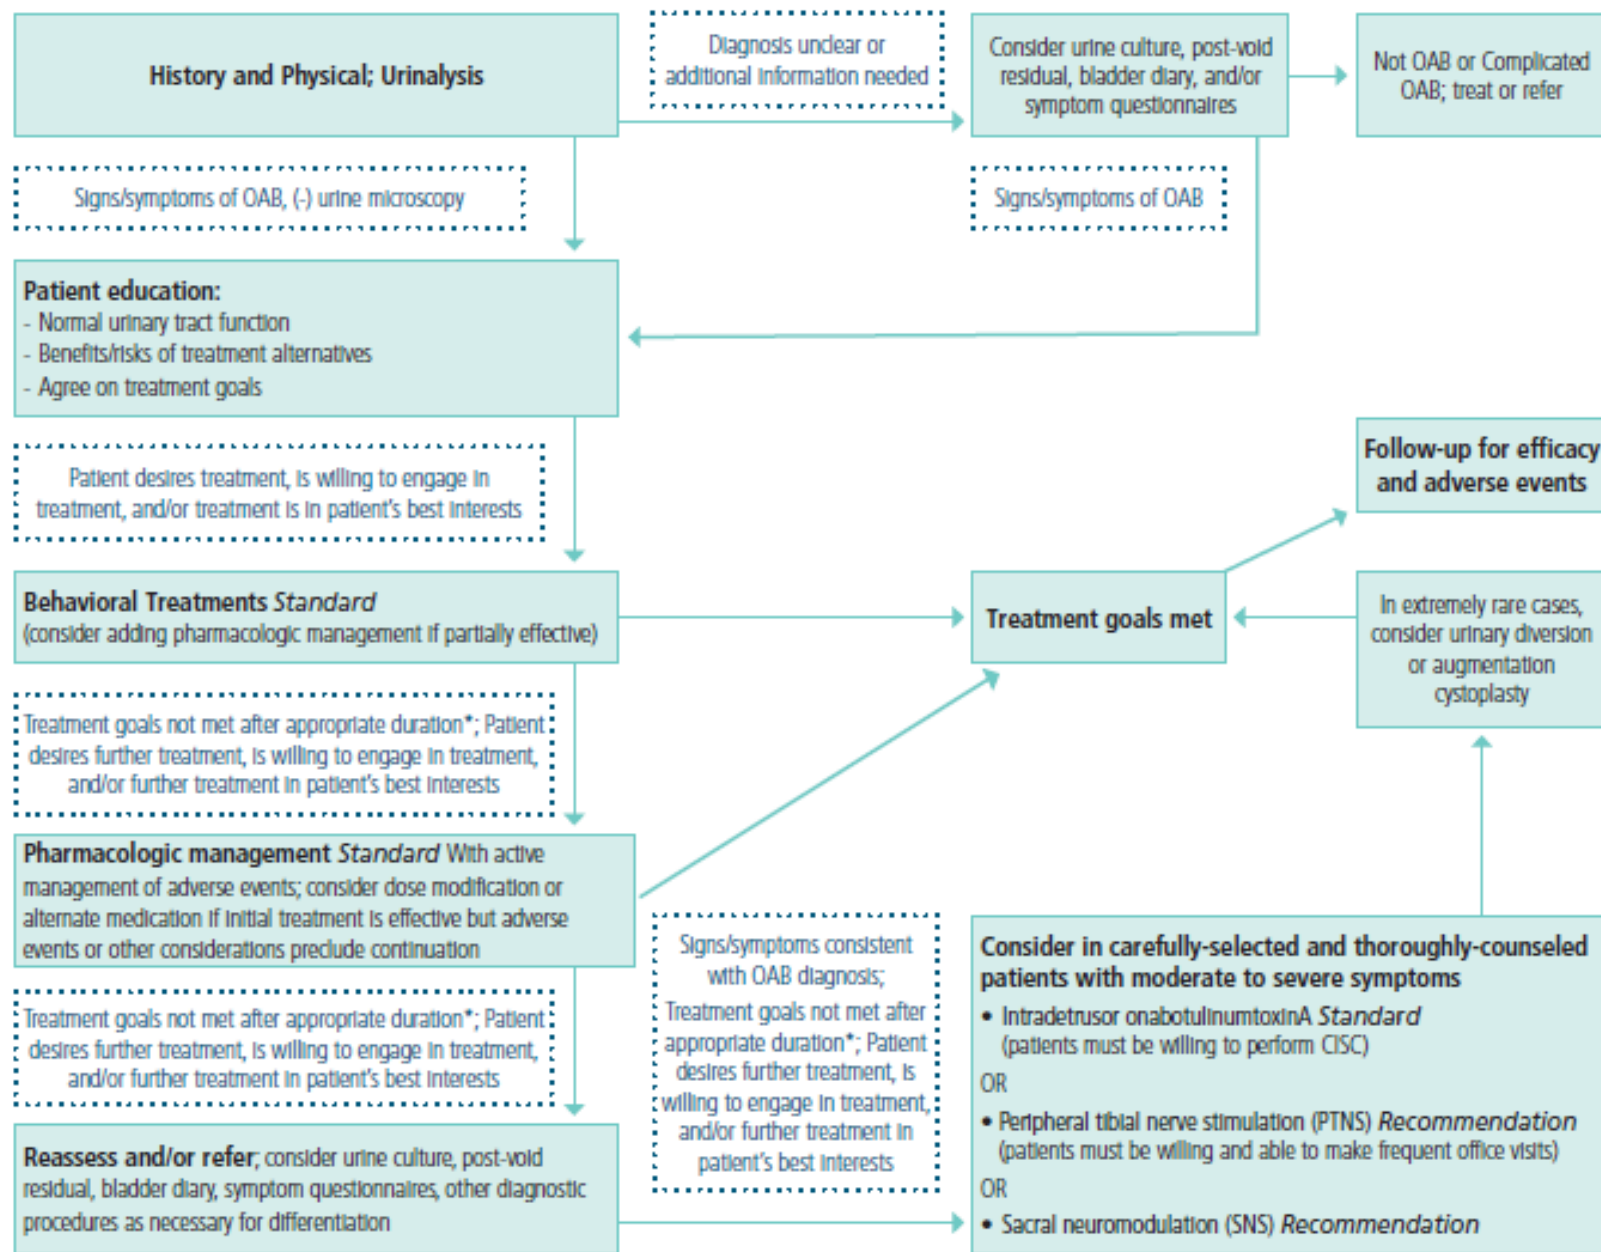 History and Physical; Urinalysis
Diagnosis unclear or
additional information needed
Consider urine culture, post-void
residual, bladder diary, and/or
symptom questionnaires
Not OAB or Complicated
OAB; treat or refer
Signs/symptoms of OAB, (-) urine microscopy
Signs/symptoms of OAB
Patient education:
- Normal urinary tract function
- Benefits/risks of treatment alternatives
- Agree on treatment goals
Patient desires treatment, is willing to engage in
treatment, and/or treatment is in patient's best interests
Follow-up for efficacy
and adverse events
Behavioral Treatments Standard
(consider adding pharmacologic management if partially effective)
Treatment goals met
In extremely rare cases,
consider urinary diversion
or augmentation
cystoplasty
Treatment goals not met after appropriate duration*; Patient
desires further treatment, is willing to engage in treatment,
and/or further treatment in patient's best interests
Pharmacologic management Standard With active
management of adverse events; consider dose modification or
alternate medication if initial treatment is effective but adverse
events or other considerations preclude continuation
Treatment goals not met after appropriate duration*; Patient
desires further treatment, is willing to engage in treatment,
and/or further treatment in patient's best interests
Signs/symptoms consistent
with OAB diagnosis;
Treatment goals not met after
appropriate duration*; Patient
desires further treatment, is
willing to engage in treatment,
and/or further treatment in
patient's best interests
Reassess and/or refer; consider urine culture, post-void
residual, bladder diary, symptom questionnaires, other diagnostic
procedures as necessary for differentiation
Consider in carefully-selected and thoroughly-counseled
patients with moderate to severe symptoms
• Intradetrusor onabotulinumtoxinA Standard
(patients must be willing to perform CISC)
OR
• Peripheral tibial nerve stimulation (PTNS) Recommendation
(patients must be willing and able to make frequent office visits)
OR
• Sacral neuromodulation (SNS) Recommendation